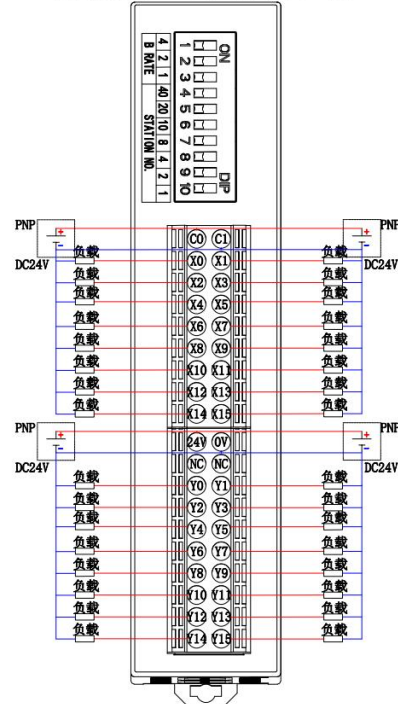 ON
DIP
1 2 3 4 5 6 7 8 9 10
4 2 1 40 20 10 8 4 2 1
B RATE STATION NO.
PNP PNP
+ C0 C1 +
- -
DC24V DC24V
负载 X0 X1 负载
负载 X2 X3 负载
负载 X4 X5 负载
负载 X6 X7 负载
负载 X8 X9 负载
负载 X10 X11 负载
负载 X12 X13 负载
负载 X14 X15 负载
PNP PNP
+ 24V 0V +
- -
DC24V NC NC DC24V
负载 Y0 Y1 负载
负载 Y2 Y3 负载
负载 Y4 Y5 负载
负载 Y6 Y7 负载
负载 Y8 Y9 负载
负载 Y10 Y11 负载
负载 Y12 Y13 负载
负载 Y14 Y15 负载